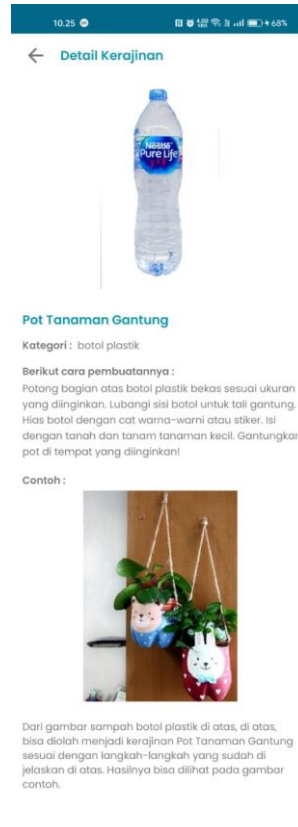 10.25
68%
Detail Kerajinan
Nestle
Pure Life
Pot Tanaman Gantung
Kategori : botol plastik
Berikut cara pembuatannya :
Potong bagian atas botol plastik bekas sesuai ukuran
yang diinginkan. Lubangi sisi botol untuk tali gantung.
Hias botol dengan cat warna-warni atau stiker. Isi
dengan tanah dan tanam tanaman kecil. Gantungkan
pot di tempat yang diinginkan!
Contoh :
Dari gambar sampah botol plastik di atas, di atas,
bisa diolah menjadi kerajinan Pot Tanaman Gantung
sesuai dengan langkah-langkah yang sudah di
jelaskan di atas. Hasilnya bisa dilihat pada gambar
contoh.